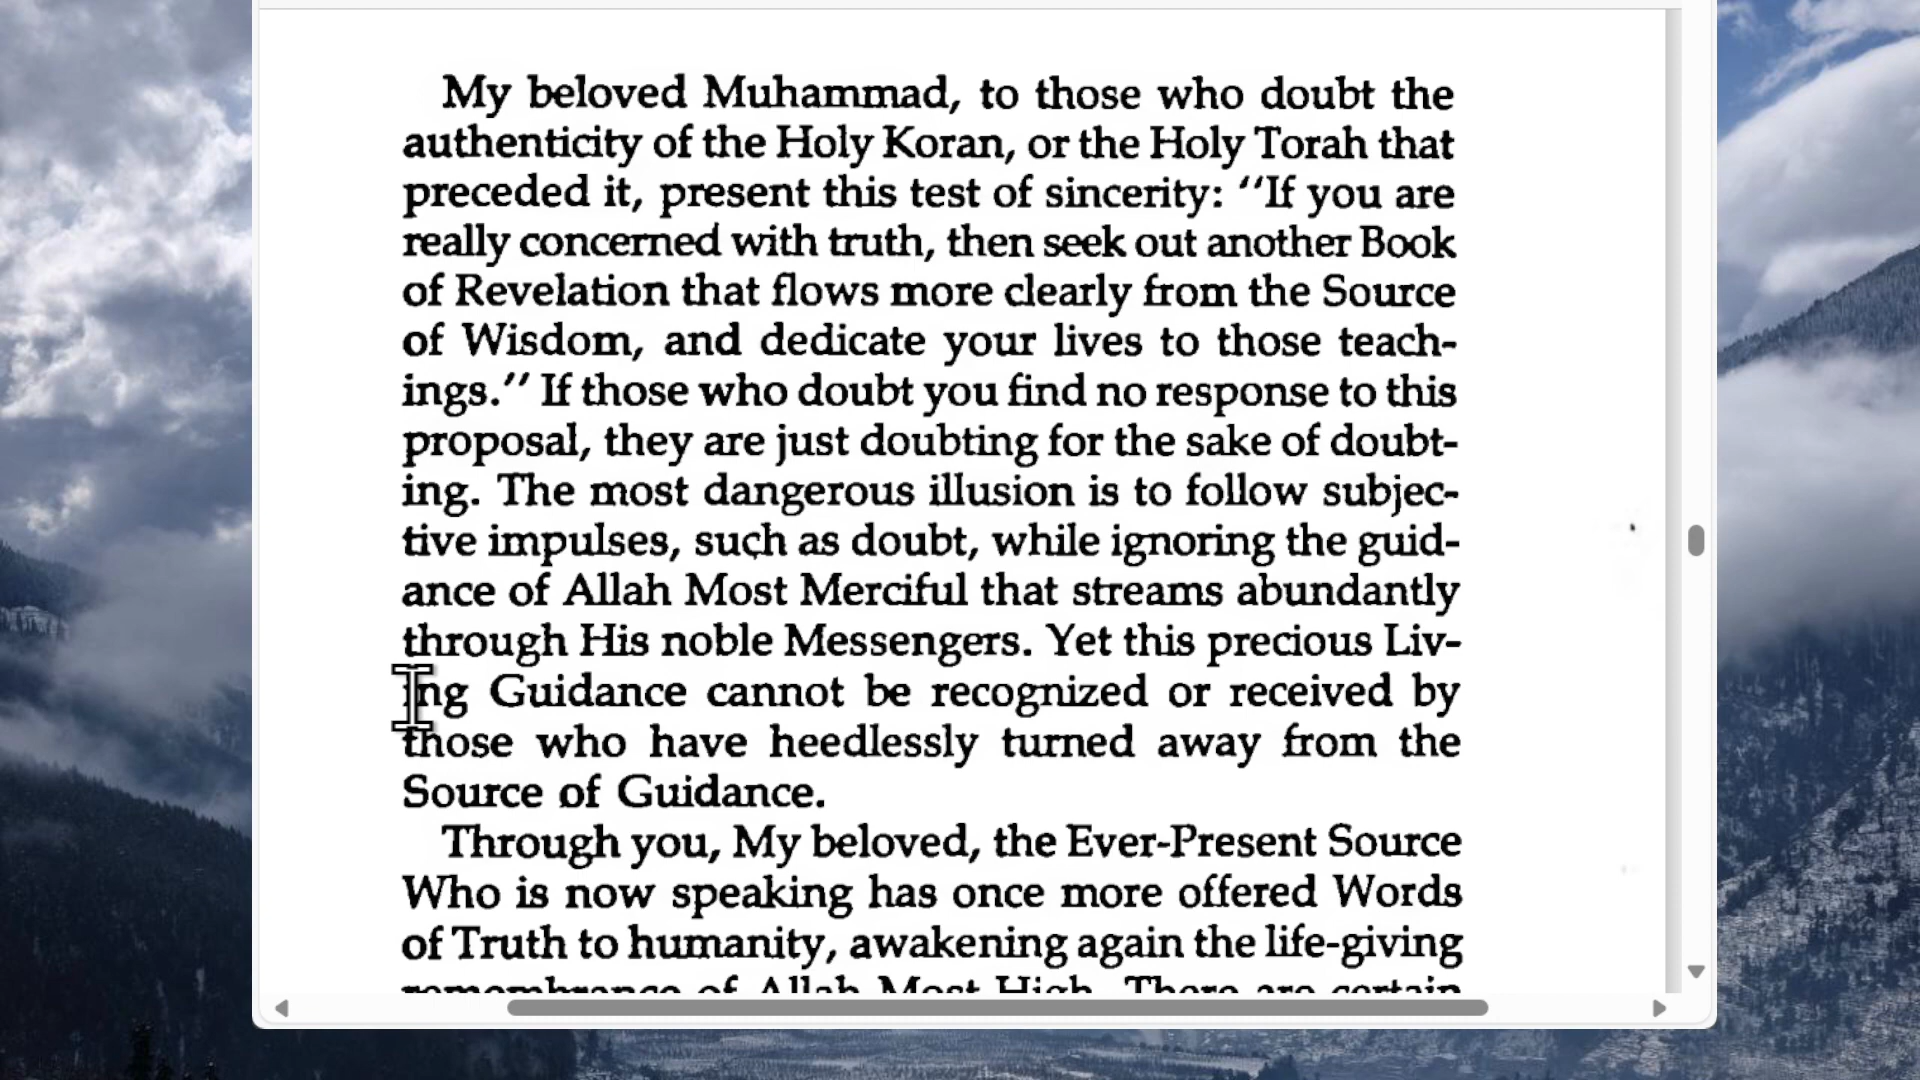 My beloved Muhammad, to those who doubt the
authenticity of the Holy Koran, or the Holy Torah that
preceded it, present this test of sincerity: ‘‘If you are
really concerned with truth, then seek out another Book
of Revelation that flows more clearly from the Source
of Wisdom, and dedicate your lives to those teach-
ings.’’ If those who doubt you find no response to this
proposal, they are just doubting for the sake of doubt-
ing. The most dangerous illusion is to follow subjec-
tive impulses, such as doubt, while ignoring the guid-
ance of Allah Most Merciful that streams abundantly
through His noble Messengers. Yet this precious Liv-
ing Guidance cannot be recognized or received by
those who have heedlessly turned away from the
Source of Guidance.
Through you, My beloved, the Ever-Present Source
Who is now speaking has once more offered Words
of Truth to humanity, awakening again the life-giving
remembrance of Allah Most High. There are certain